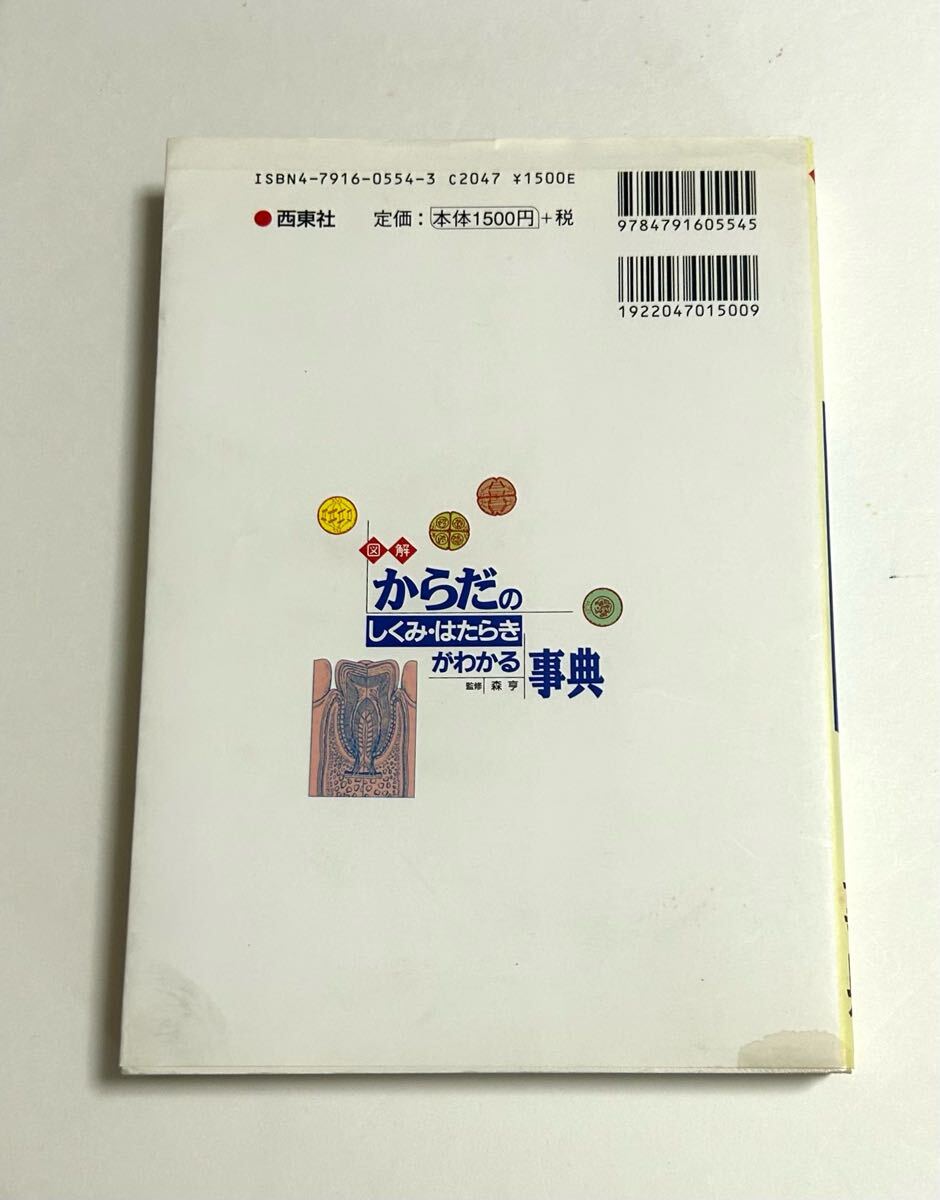 ISBN4-7916-0554-3 C2047 ¥1500E
西東社 定価：本体1500円+税
9784791605545
1922047015009
図解
からだの
しくみ・はたらき
がわかる
事典
監修 森 亨